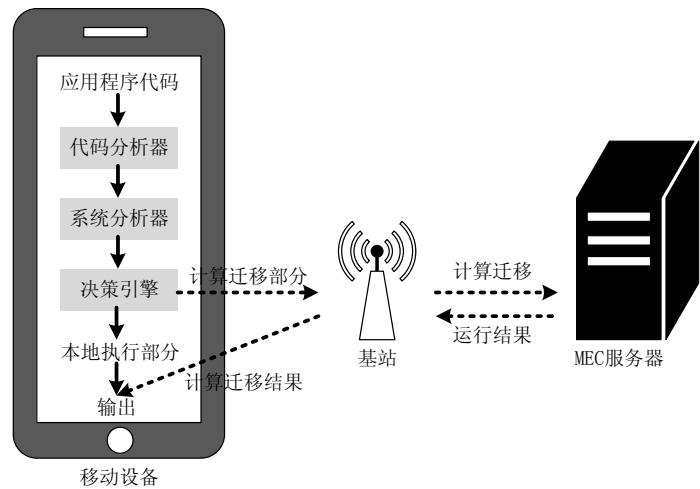 应用程序代码
代码分析器
系统分析器
决策引擎
计算迁移部分
计算迁移
运行结果
本地执行部分
基站
MEC服务器
计算迁移结果
输出
移动设备